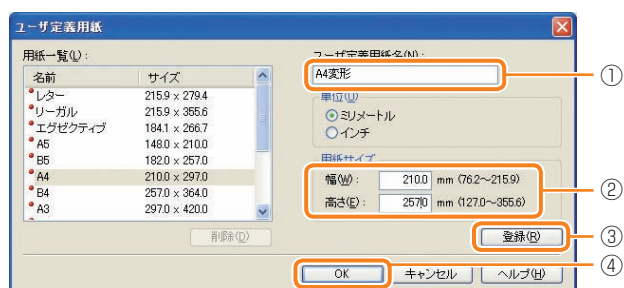 ユーザ定義用紙
用紙一覧(L):
名前 サイズ
レター 215.9 x 279.4
リーガル 215.9 x 355.6
エグゼクティブ 184.1 x 266.7
A5 148.0 x 210.0
B5 182.0 x 257.0
A4 210.0 x 297.0
B4 257.0 x 364.0
A3 297.0 x 420.0
削除(D)
ユーザ定義用紙名(N):
A4変形
①
単位(U)
ミリメートル
インチ
用紙サイズ
幅(W): 210.0 mm (76.2～215.9)
高さ(E): 257.0 mm (127.0～355.6)
②
登録(R)
③
OK キャンセル ヘルプ(H)
④